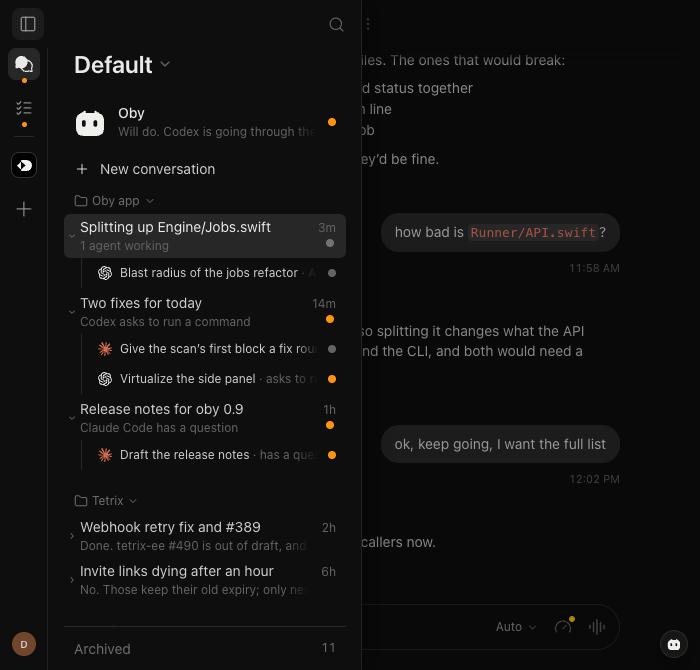 Default
Oby
Will do. Codex is going through the
New conversation
Oby app
Splitting up Engine/Jobs.swift 3m
1 agent working
Blast radius of the jobs refactor ·
Two fixes for today 14m
Codex asks to run a command
Give the scan's first block a fix
Virtualize the side panel · asks to
Release notes for oby 0.9 1h
Claude Code has a question
Draft the release notes · has a
Tetrix
Webhook retry fix and #389 2h
Done. tetrix-ee #490 is out of draft, and
Invite links dying after an hour 6h
No. Those keep their old expiry; only
Archived 11
D
iles. The ones that would break:
d status together
line
ob
ey'd be fine.
how bad is Runner/API.swift?
11:58 AM
so splitting it changes what the API
nd the CLI, and both would need a
ok, keep going, I want the full list
12:02 PM
callers now.
Auto